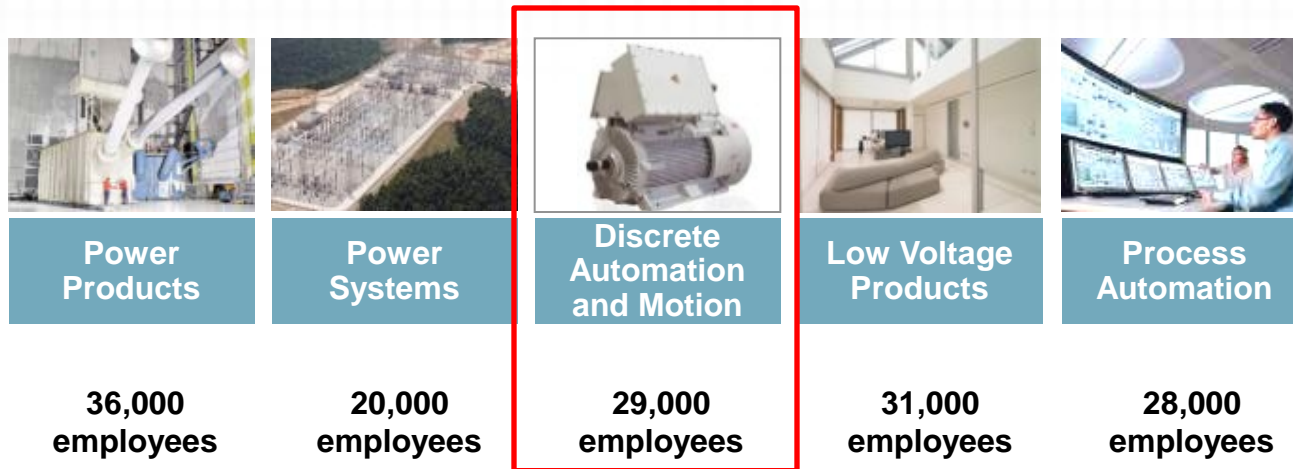 Power
Products
Power
Systems
Discrete
Automation
and Motion
Low Voltage
Products
Process
Automation
36,000
employees
20,000
employees
29,000
employees
31,000
employees
28,000
employees